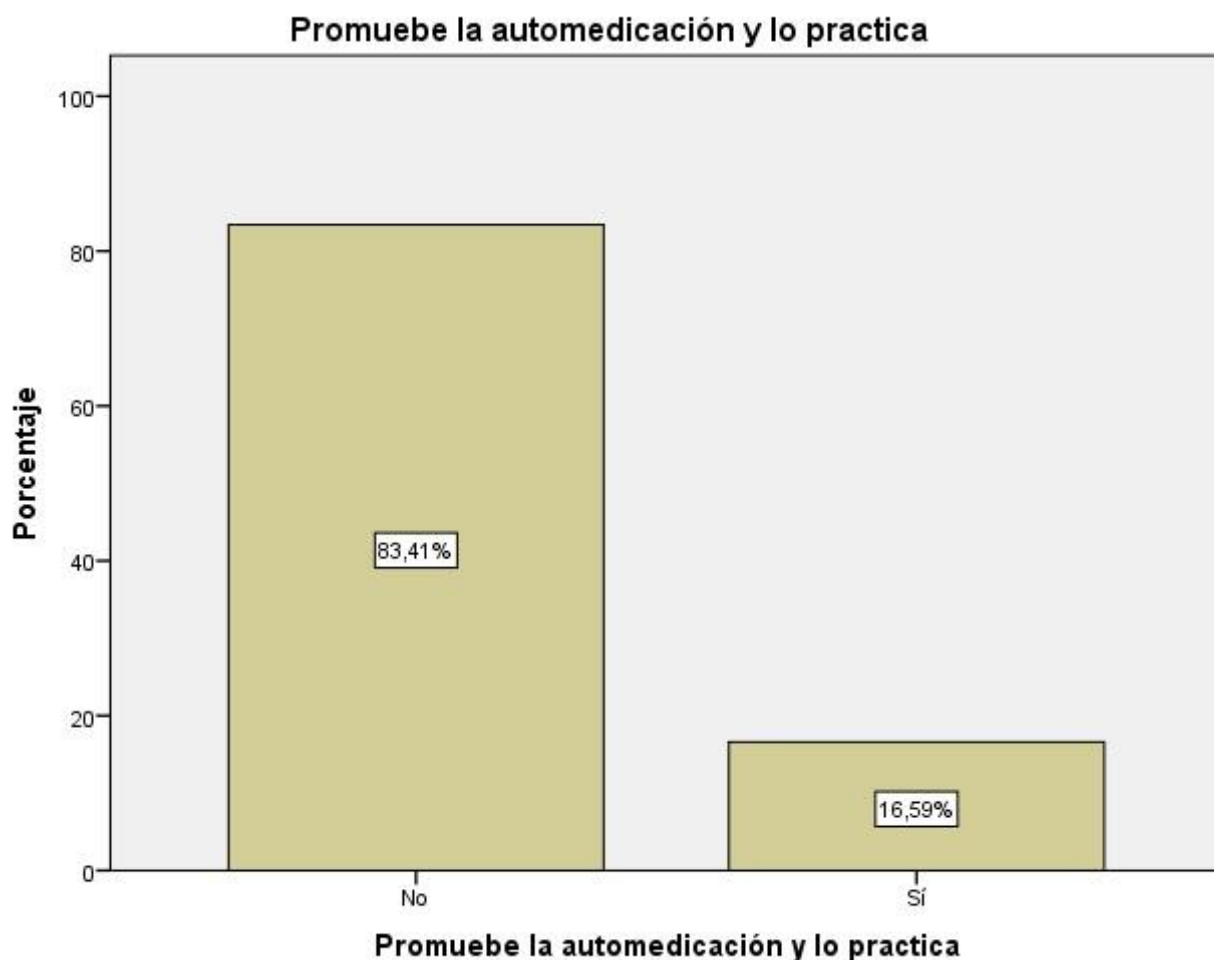 Promuebe la automedicación y lo practica
100
80
60
40
20
0
Porcentaje
83,41%
16,59%
No
Sí
Promuebe la automedicación y lo practica